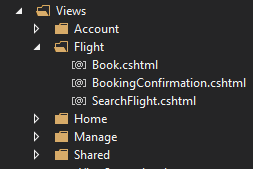 Views
Account
Flight
[@] Book.cshtml
[@] BookingConfirmation.cshtml
[@] SearchFlight.cshtml
Home
Manage
Shared